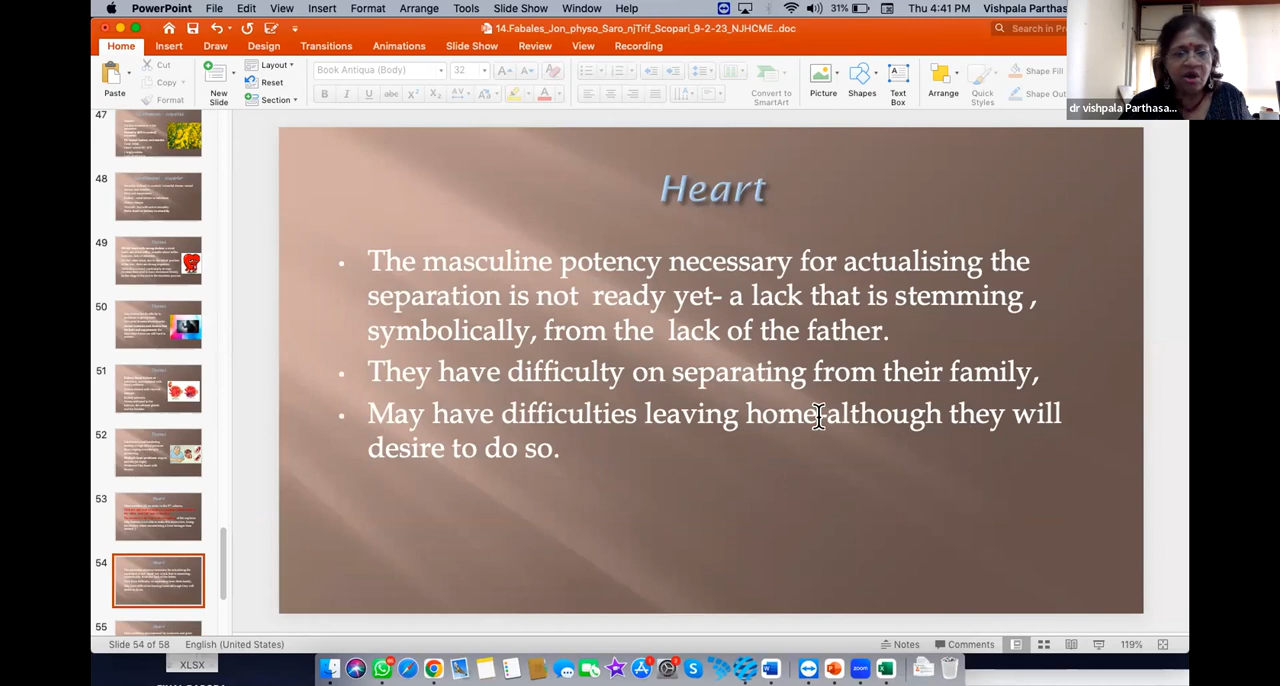 PowerPoint File Edit View Insert Format Arrange Tools Slide Show Window Help 31% Thu 4:41 PM Vishpala Parthas
14.Fabales_Jon_physo_Saro_njTrif_Scopari_9-2-23_NJHCME..doc Search in Pre
Home Insert Draw Design Transitions Animations Slide Show Review View Recording
Paste Cut Copy Format New Slide Layout Reset Section Book Antiqua (Body) 32 Convert to SmartArt Picture Shapes Text Box Arrange Quick Styles Shape Fill Shape Out
dr vishpala Parthasa...
47
48
49
50
51
52
53
54
55
Heart
• The masculine potency necessary for actualising the
separation is not ready yet- a lack that is stemming ,
symbolically, from the lack of the father.
• They have difficulty on separating from their family,
• May have difficulties leaving home although they will
desire to do so.
Slide 54 of 58 English (United States) Notes Comments 119%
XLSX